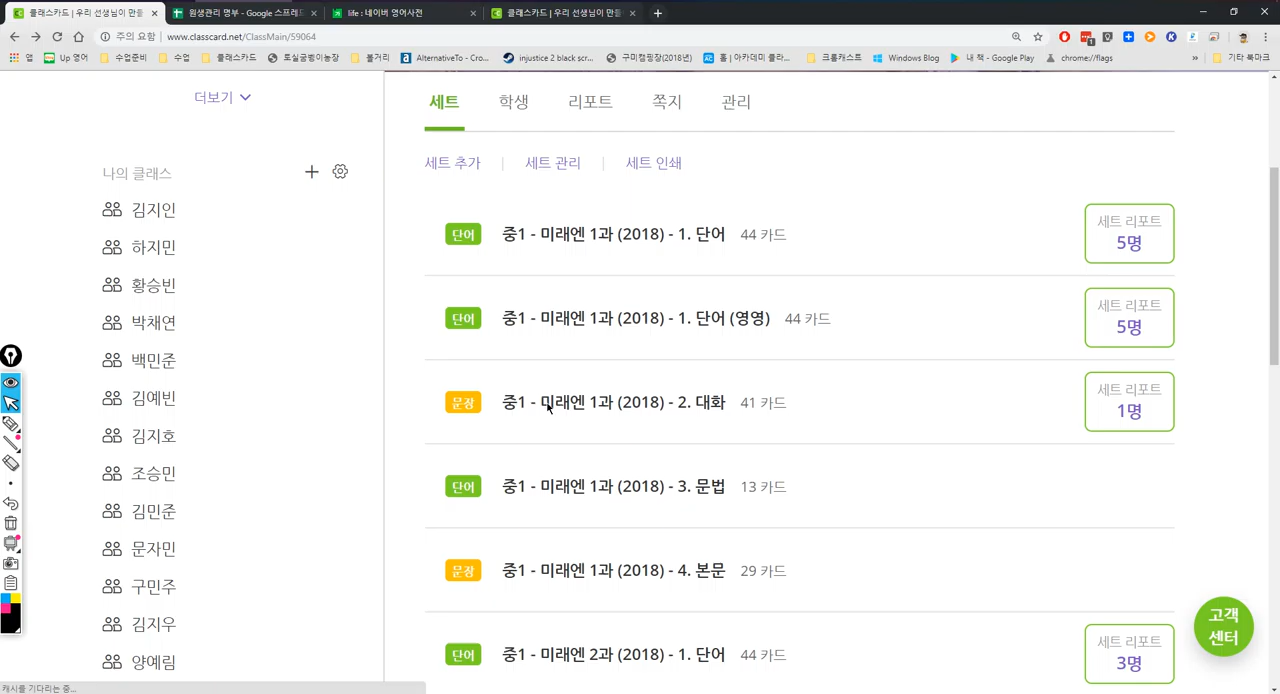 클래스카드 | 우리 선생님이 만들
원생관리 명부 - Google 스프레드
life : 네이버 영어사전
클래스카드 | 우리 선생님이 만들
주의 요함 | www.classcard.net/ClassMain/59064
앱
Up 영어
수업준비
수업
클래스카드
토실굼벵이농장
볼거리
AlternativeTo - Cro...
injustice 2 black scr...
구미캠핑장(2018년)
홈 | 아카데미 클라...
크롬캐스트
Windows Blog
내 책 - Google Play
chrome://flags
»
기타 북마크
더보기
나의 클래스
김지인
하지민
황승빈
박채연
백민준
김예빈
김지호
조승민
김민준
문자민
구민주
김지우
양예림
세트 학생 리포트 쪽지 관리
세트 추가 | 세트 관리 | 세트 인쇄
단어 중1 - 미래엔 1과 (2018) - 1. 단어 44 카드
세트 리포트
5명
단어 중1 - 미래엔 1과 (2018) - 1. 단어 (영영) 44 카드
세트 리포트
5명
문장 중1 - 미래엔 1과 (2018) - 2. 대화 41 카드
세트 리포트
1명
단어 중1 - 미래엔 1과 (2018) - 3. 문법 13 카드
문장 중1 - 미래엔 1과 (2018) - 4. 본문 29 카드
단어 중1 - 미래엔 2과 (2018) - 1. 단어 44 카드
세트 리포트
3명
고객
센터
캐시를 기다리는 중...